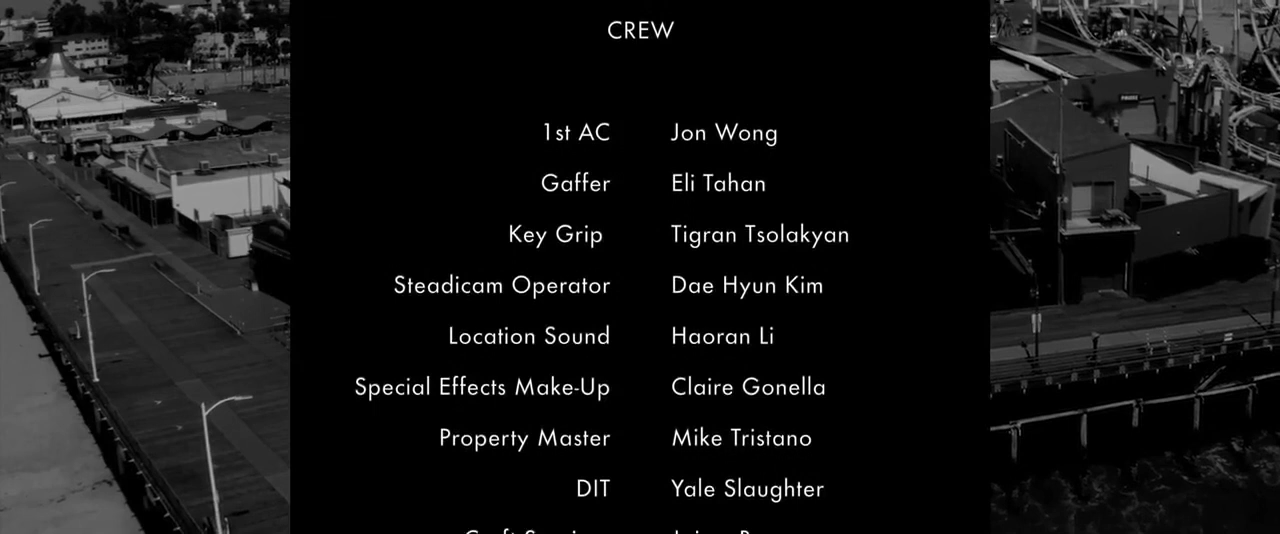 CREW
1st AC Jon Wong
Gaffer Eli Tahan
Key Grip Tigran Tsolakyan
Steadicam Operator Dae Hyun Kim
Location Sound Haoran Li
Special Effects Make-Up Claire Gonella
Property Master Mike Tristano
DIT Yale Slaughter